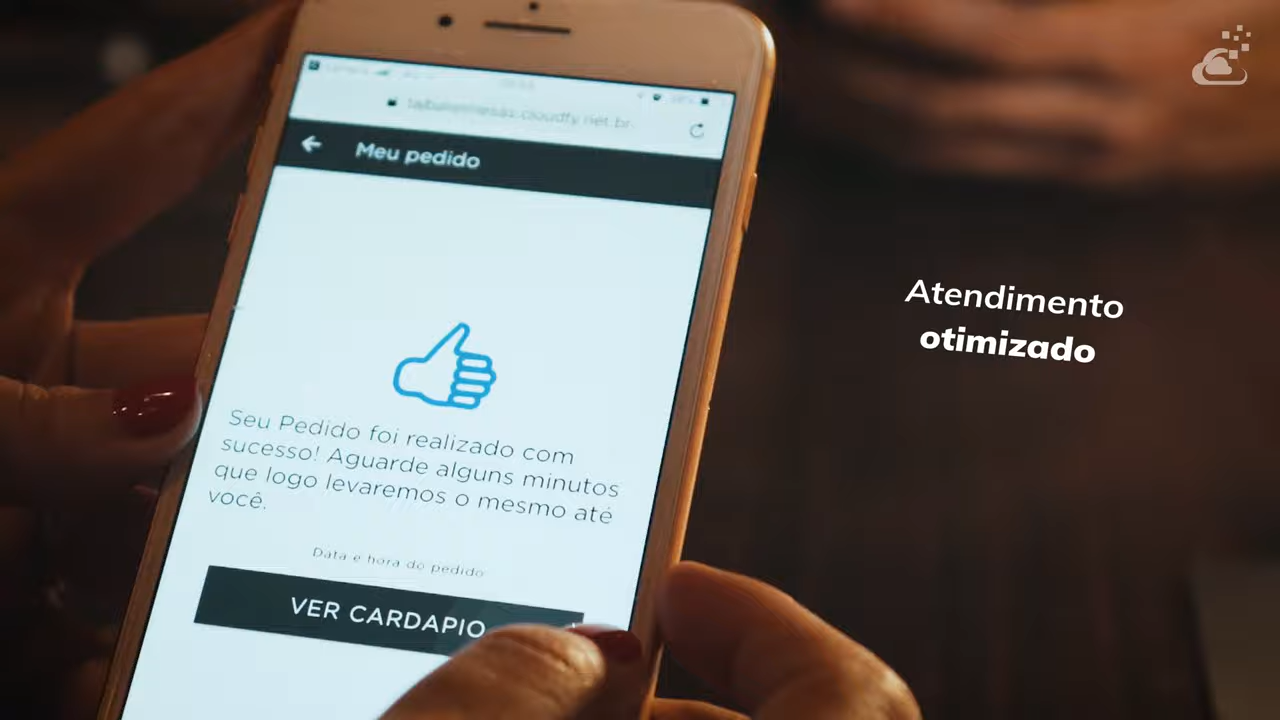 Meu pedido
Seu Pedido foi realizado com
sucesso! Aguarde alguns minutos
que logo levaremos o mesmo até
você.
Data e hora do pedido
VER CARDAPIO
Atendimento
otimizado